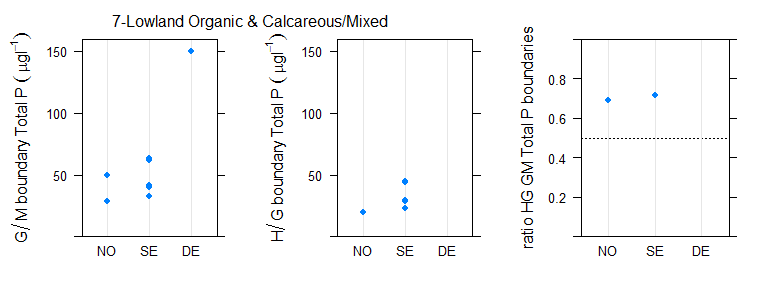 7-Lowland Organic & Calcareous/Mixed
G/M boundary Total P (μgl⁻¹)
150
100
50
NO SE DE
H/G boundary Total P (μgl⁻¹)
150
100
50
NO SE DE
ratio HG GM Total P boundaries
0.8
0.6
0.4
0.2
NO SE DE